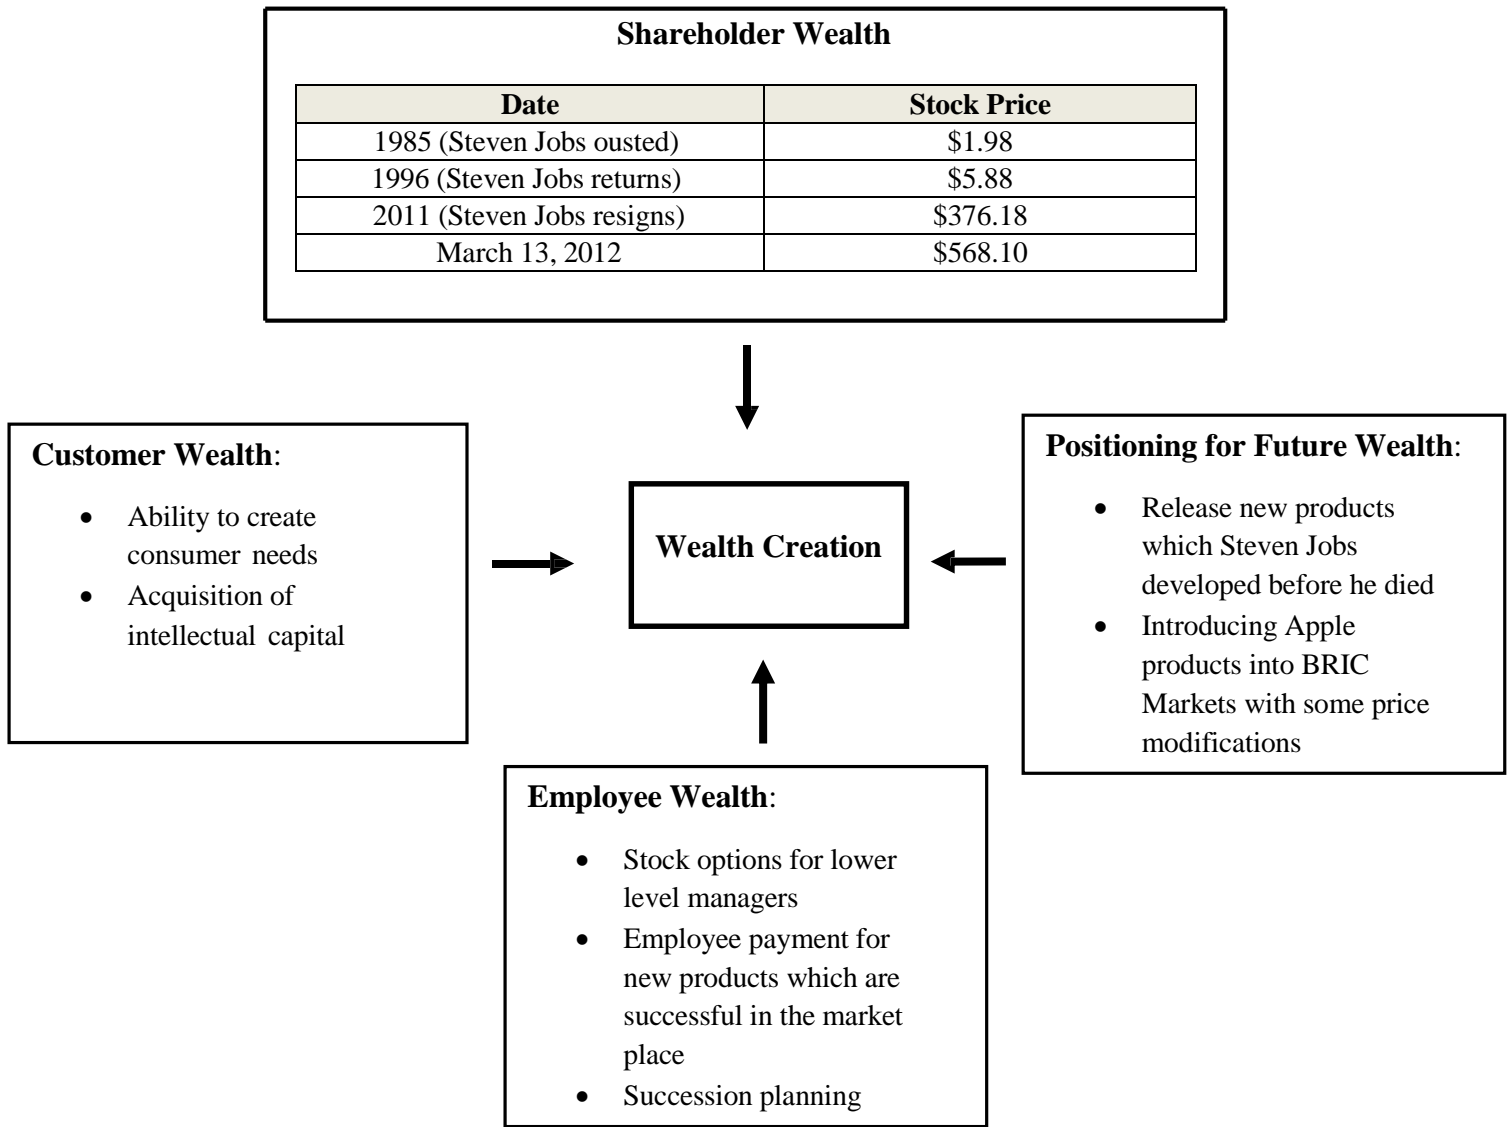 Shareholder Wealth
Date Stock Price
1985 (Steven Jobs ousted) $1.98
1996 (Steven Jobs returns) $5.88
2011 (Steven Jobs resigns) $376.18
March 13, 2012 $568.10
Customer Wealth:
• Ability to create
consumer needs
• Acquisition of
intellectual capital
Wealth Creation
Positioning for Future Wealth:
• Release new products
which Steven Jobs
developed before he died
• Introducing Apple
products into BRIC
Markets with some price
modifications
Employee Wealth:
• Stock options for lower
level managers
• Employee payment for
new products which are
successful in the market
place
• Succession planning